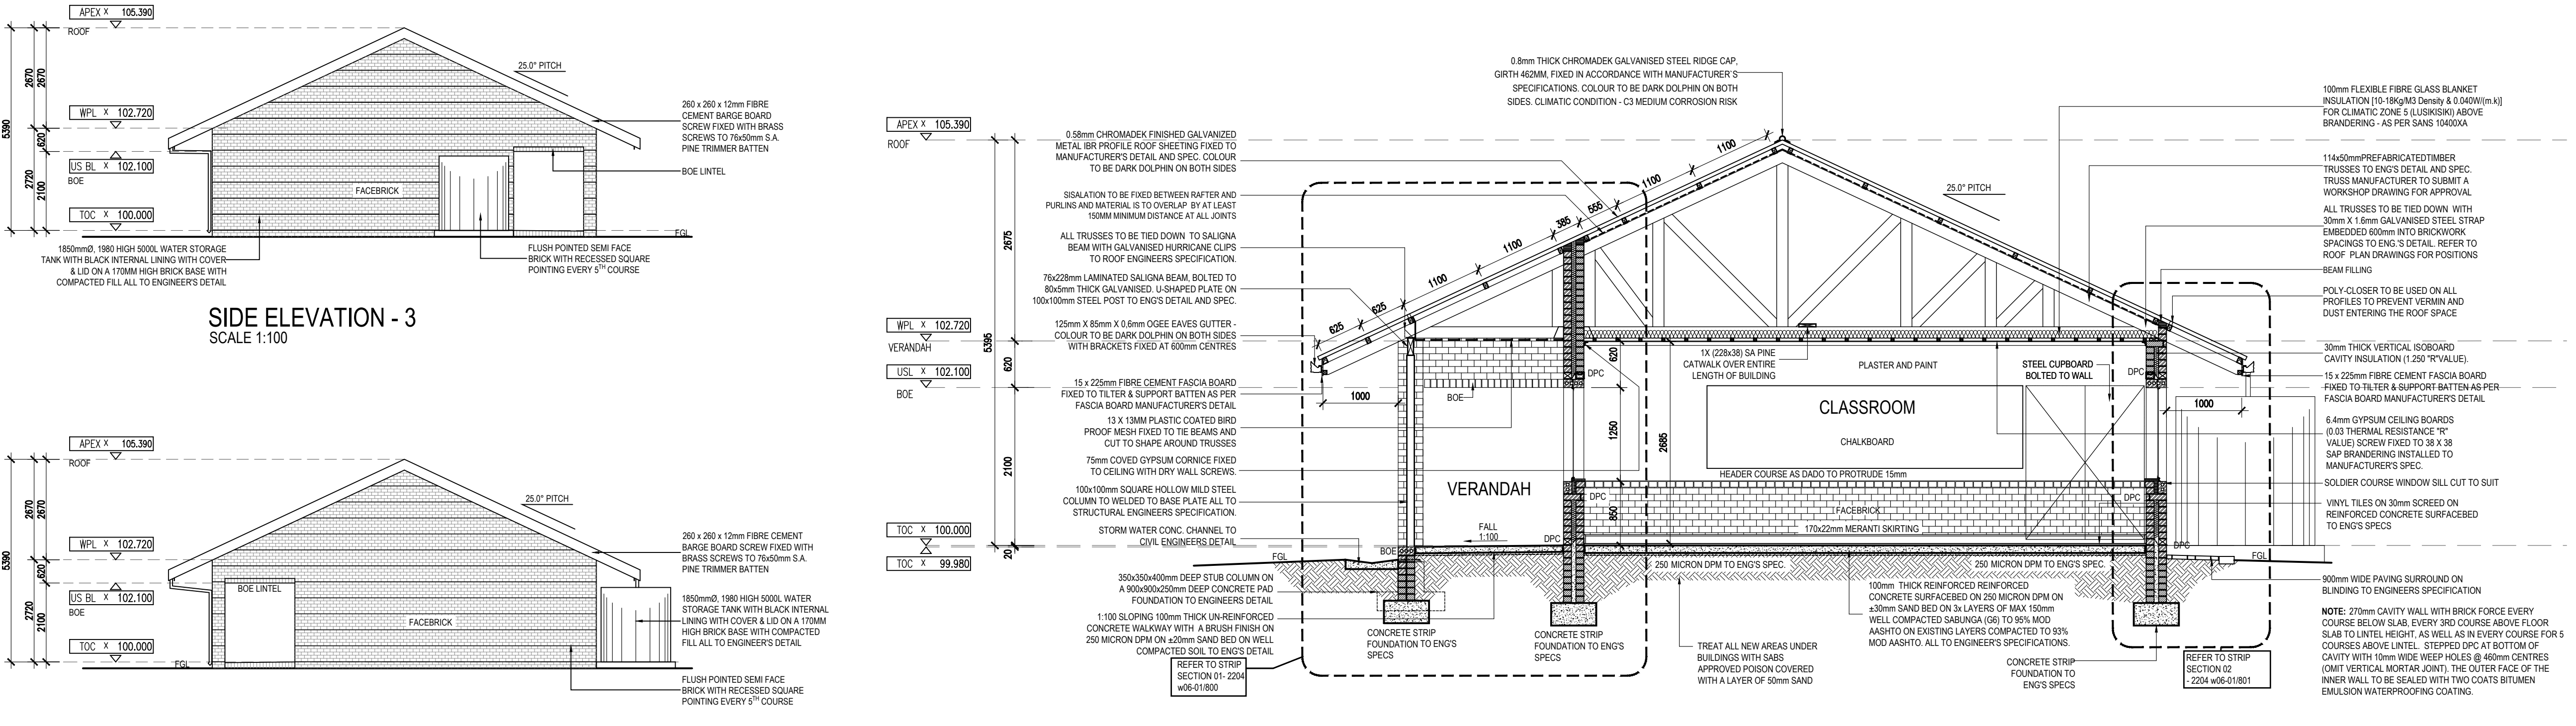 APEX X 105.390
ROOF
25.0° PITCH
2670
2670
5390
WPL X 102.720
620
US BL X 102.100
BOE
2720
2100
TOC X 100.000
FACEBRICK
FGL
260 x 260 x 12mm FIBRE
CEMENT BARGE BOARD
SCREW FIXED WITH BRASS
SCREWS TO 76x50mm S.A.
PINE TRIMMER BATTEN
BOE LINTEL
1850mmØ, 1980 HIGH 5000L WATER STORAGE
TANK WITH BLACK INTERNAL LINING WITH COVER
& LID ON A 170MM HIGH BRICK BASE WITH
COMPACTED FILL ALL TO ENGINEER'S DETAIL
FLUSH POINTED SEMI FACE
BRICK WITH RECESSED SQUARE
POINTING EVERY 5TH COURSE
SIDE ELEVATION - 3
SCALE 1:100
APEX X 105.390
ROOF
25.0° PITCH
2670
2670
5390
WPL X 102.720
620
US BL X 102.100
BOE
2720
2100
TOC X 100.000
BOE LINTEL
FACEBRICK
FGL
260 x 260 x 12mm FIBRE CEMENT
BARGE BOARD SCREW FIXED WITH
BRASS SCREWS TO 76x50mm S.A.
PINE TRIMMER BATTEN
1850mmØ, 1980 HIGH 5000L WATER
STORAGE TANK WITH BLACK INTERNAL
LINING WITH COVER & LID ON A 170MM
HIGH BRICK BASE WITH COMPACTED
FILL ALL TO ENGINEER'S DETAIL
FLUSH POINTED SEMI FACE
BRICK WITH RECESSED SQUARE
POINTING EVERY 5TH COURSE
APEX X 105.390
ROOF
WPL X 102.720
VERANDAH
USL X 102.100
BOE
TOC X 100.000
TOC X 99.980
5395
2675
620
2100
20
0.8mm THICK CHROMADEK GALVANISED STEEL RIDGE CAP,
GIRTH 462MM, FIXED IN ACCORDANCE WITH MANUFACTURER`S
SPECIFICATIONS. COLOUR TO BE DARK DOLPHIN ON BOTH
SIDES. CLIMATIC CONDITION - C3 MEDIUM CORROSION RISK
0.58mm CHROMADEK FINISHED GALVANIZED
METAL IBR PROFILE ROOF SHEETING FIXED TO
MANUFACTURER'S DETAIL AND SPEC. COLOUR
TO BE DARK DOLPHIN ON BOTH SIDES
SISALATION TO BE FIXED BETWEEN RAFTER AND
PURLINS AND MATERIAL IS TO OVERLAP BY AT LEAST
150MM MINIMUM DISTANCE AT ALL JOINTS
ALL TRUSSES TO BE TIED DOWN TO SALIGNA
BEAM WITH GALVANISED HURRICANE CLIPS
TO ROOF ENGINEERS SPECIFICATION.
76x228mm LAMINATED SALIGNA BEAM, BOLTED TO
80x5mm THICK GALVANISED. U-SHAPED PLATE ON
100x100mm STEEL POST TO ENG'S DETAIL AND SPEC.
125mm X 85mm X 0,6mm OGEE EAVES GUTTER -
COLOUR TO BE DARK DOLPHIN ON BOTH SIDES
WITH BRACKETS FIXED AT 600mm CENTRES
15 x 225mm FIBRE CEMENT FASCIA BOARD
FIXED TO TILTER & SUPPORT BATTEN AS PER
FASCIA BOARD MANUFACTURER'S DETAIL
13 X 13MM PLASTIC COATED BIRD
PROOF MESH FIXED TO TIE BEAMS AND
CUT TO SHAPE AROUND TRUSSES
75mm COVED GYPSUM CORNICE FIXED
TO CEILING WITH DRY WALL SCREWS.
100x100mm SQUARE HOLLOW MILD STEEL
COLUMN TO WELDED TO BASE PLATE ALL TO
STRUCTURAL ENGINEERS SPECIFICATION.
STORM WATER CONC. CHANNEL TO
CIVIL ENGINEERS DETAIL
350x350x400mm DEEP STUB COLUMN ON
A 900x900x250mm DEEP CONCRETE PAD
FOUNDATION TO ENGINEERS DETAIL
1:100 SLOPING 100mm THICK UN-REINFORCED
CONCRETE WALKWAY WITH A BRUSH FINISH ON
250 MICRON DPM ON ±20mm SAND BED ON WELL
COMPACTED SOIL TO ENG'S DETAIL
REFER TO STRIP
SECTION 01- 2204
w06-01/800
1100
1100
555
385
1100
1100
625
625
25.0° PITCH
1000
620
1250
850
2685
1000
1X (228x38) SA PINE
CATWALK OVER ENTIRE
LENGTH OF BUILDING
PLASTER AND PAINT
STEEL CUPBOARD
BOLTED TO WALL
DPC
DPC
BOE
CLASSROOM
CHALKBOARD
HEADER COURSE AS DADO TO PROTRUDE 15mm
VERANDAH
DPC
DPC
FACEBRICK
170x22mm MERANTI SKIRTING
FALL
1:100
DPC
DPC
BOE
FGL
FGL
250 MICRON DPM TO ENG'S SPEC.
250 MICRON DPM TO ENG'S SPEC.
100mm THICK REINFORCED REINFORCED
CONCRETE SURFACEBED ON 250 MICRON DPM ON
±30mm SAND BED ON 3x LAYERS OF MAX 150mm
WELL COMPACTED SABUNGA (G6) TO 95% MOD
AASHTO ON EXISTING LAYERS COMPACTED TO 93%
MOD AASHTO. ALL TO ENGINEER'S SPECIFICATIONS.
CONCRETE STRIP
FOUNDATION TO ENG'S
SPECS
CONCRETE STRIP
FOUNDATION TO ENG'S
SPECS
TREAT ALL NEW AREAS UNDER
BUILDINGS WITH SABS
APPROVED POISON COVERED
WITH A LAYER OF 50mm SAND
CONCRETE STRIP
FOUNDATION TO
ENG'S SPECS
REFER TO STRIP
SECTION 02
- 2204 w06-01/801
100mm FLEXIBLE FIBRE GLASS BLANKET
INSULATION [10-18Kg/M3 Density & 0.040W/(m.k)]
FOR CLIMATIC ZONE 5 (LUSIKISIKI) ABOVE
BRANDERING - AS PER SANS 10400XA
114x50mmPREFABRICATEDTIMBER
TRUSSES TO ENG'S DETAIL AND SPEC.
TRUSS MANUFACTURER TO SUBMIT A
WORKSHOP DRAWING FOR APPROVAL
ALL TRUSSES TO BE TIED DOWN WITH
30mm X 1.6mm GALVANISED STEEL STRAP
EMBEDDED 600mm INTO BRICKWORK
SPACINGS TO ENG.'S DETAIL. REFER TO
ROOF PLAN DRAWINGS FOR POSITIONS
BEAM FILLING
POLY-CLOSER TO BE USED ON ALL
PROFILES TO PREVENT VERMIN AND
DUST ENTERING THE ROOF SPACE
30mm THICK VERTICAL ISOBOARD
CAVITY INSULATION (1.250 "R"VALUE).
15 x 225mm FIBRE CEMENT FASCIA BOARD
FIXED TO TILTER & SUPPORT BATTEN AS PER
FASCIA BOARD MANUFACTURER'S DETAIL
6.4mm GYPSUM CEILING BOARDS
(0.03 THERMAL RESISTANCE "R"
VALUE) SCREW FIXED TO 38 X 38
SAP BRANDERING INSTALLED TO
MANUFACTURER'S SPEC.
SOLDIER COURSE WINDOW SILL CUT TO SUIT
VINYL TILES ON 30mm SCREED ON
REINFORCED CONCRETE SURFACEBED
TO ENG'S SPECS
900mm WIDE PAVING SURROUND ON
BLINDING TO ENGINEERS SPECIFICATION
NOTE: 270mm CAVITY WALL WITH BRICK FORCE EVERY
COURSE BELOW SLAB, EVERY 3RD COURSE ABOVE FLOOR
SLAB TO LINTEL HEIGHT, AS WELL AS IN EVERY COURSE FOR 5
COURSES ABOVE LINTEL. STEPPED DPC AT BOTTOM OF
CAVITY WITH 10mm WIDE WEEP HOLES @ 460mm CENTRES
(OMIT VERTICAL MORTAR JOINT). THE OUTER FACE OF THE
INNER WALL TO BE SEALED WITH TWO COATS BITUMEN
EMULSION WATERPROOFING COATING.